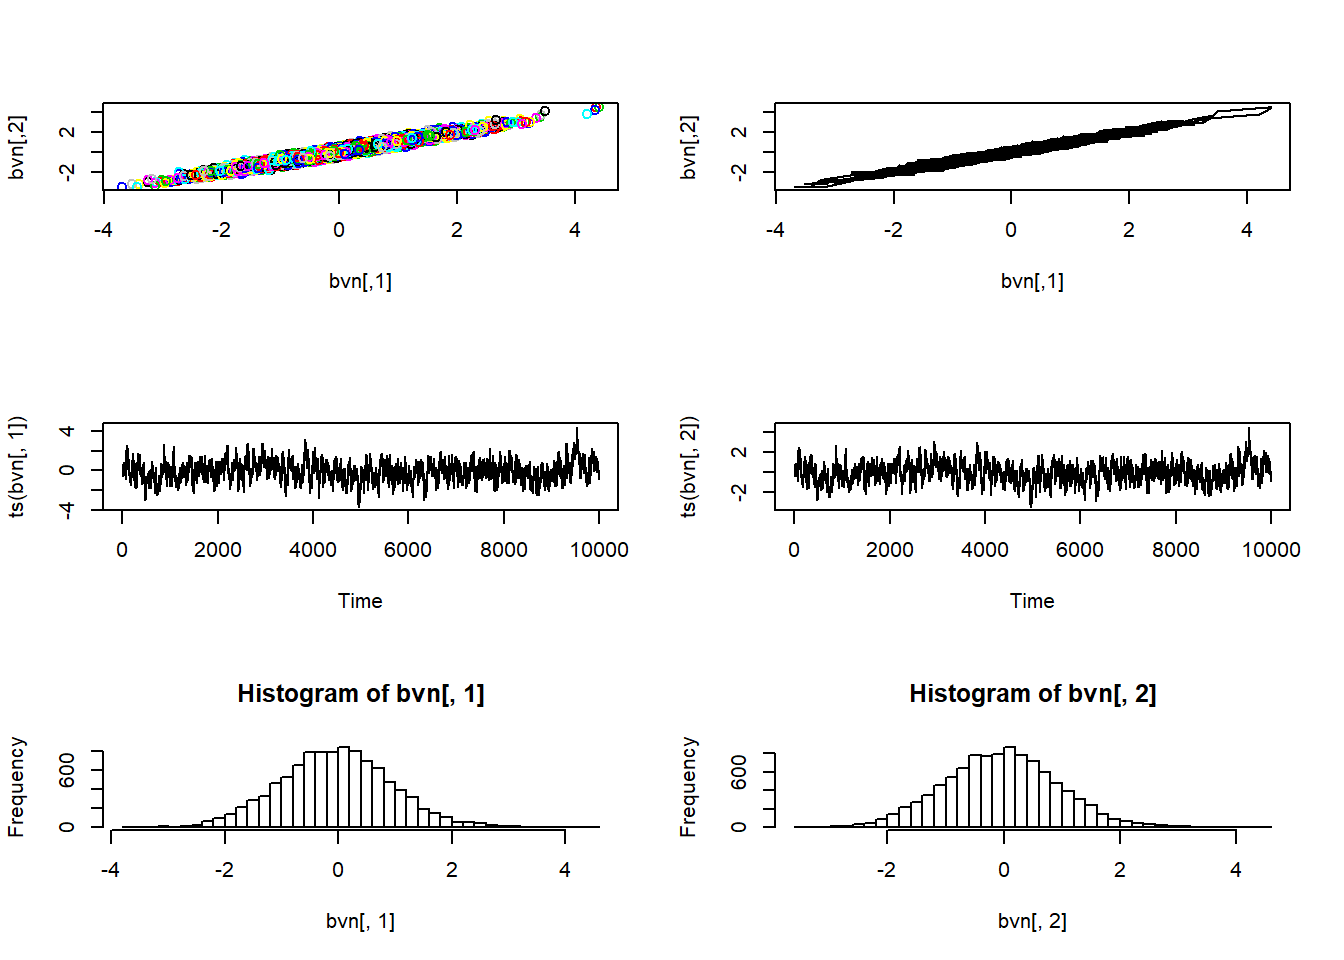 bvn[,2]
2
-2
-4 -2 0 2 4
bvn[,1]
bvn[,2]
2
-2
-4 -2 0 2 4
bvn[,1]
ts(bvn[, 1])
4
0
-4
0 2000 4000 6000 8000 10000
Time
ts(bvn[, 2])
2
-2
0 2000 4000 6000 8000 10000
Time
Histogram of bvn[, 1]
Frequency
600
0
-4 -2 0 2 4
bvn[, 1]
Histogram of bvn[, 2]
Frequency
600
0
-2 0 2 4
bvn[, 2]